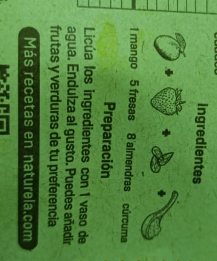 Ingredientes
+ + +
1 mango 5 fresas 8 almendras cúrcuma
Preparación
Licúa los ingredientes con 1 vaso de
agua. Endulza al gusto. Puedes añadir
frutas y verduras de tu preferencia
Más recetas en naturela.com